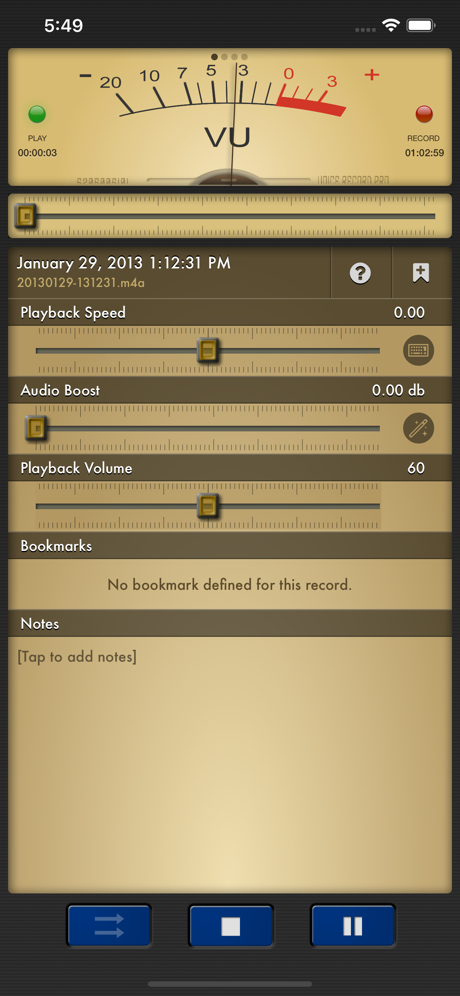 5:49
- 20 10 7 5 3 0 3 +
VU
PLAY
00:00:03
RECORD
01:02:59
January 29, 2013 1:12:31 PM
20130129-131231.m4a
?
Playback Speed 0.00
Audio Boost 0.00 db
Playback Volume 60
Bookmarks
No bookmark defined for this record.
Notes
[Tap to add notes]